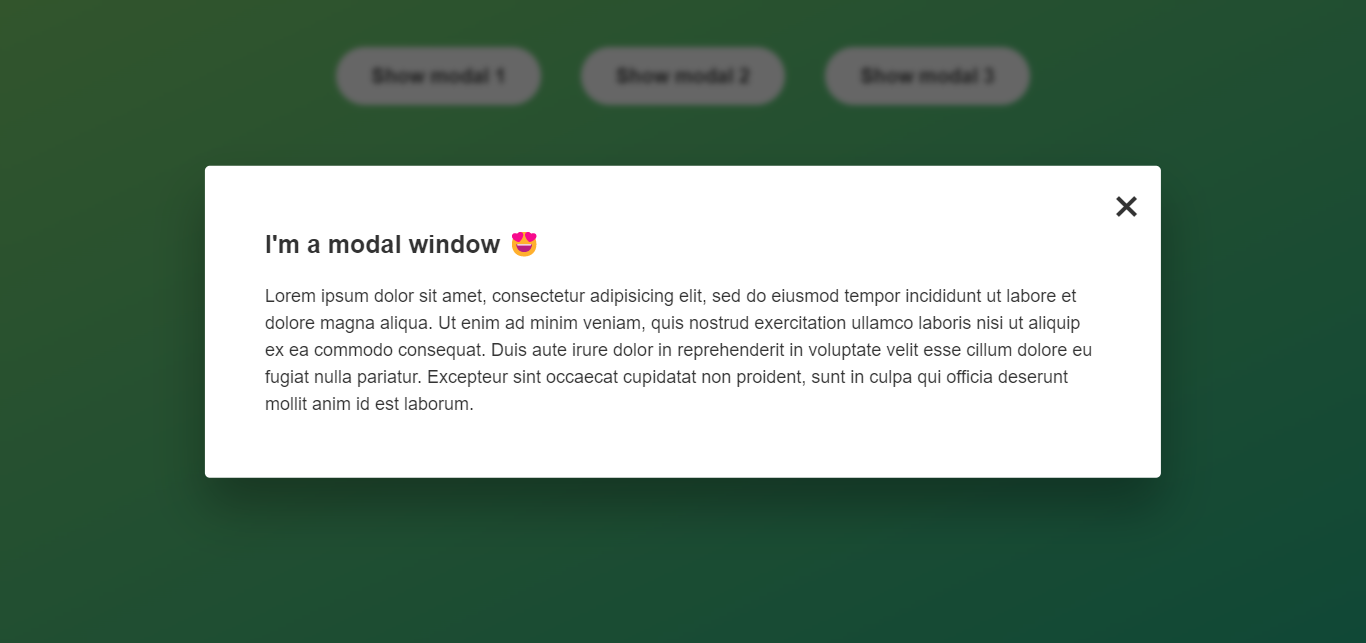 Show modal 1 Show modal 2 Show modal 3
×
I'm a modal window 😍
Lorem ipsum dolor sit amet, consectetur adipisicing elit, sed do eiusmod tempor incididunt ut labore et
dolore magna aliqua. Ut enim ad minim veniam, quis nostrud exercitation ullamco laboris nisi ut aliquip
ex ea commodo consequat. Duis aute irure dolor in reprehenderit in voluptate velit esse cillum dolore eu
fugiat nulla pariatur. Excepteur sint occaecat cupidatat non proident, sunt in culpa qui officia deserunt
mollit anim id est laborum.